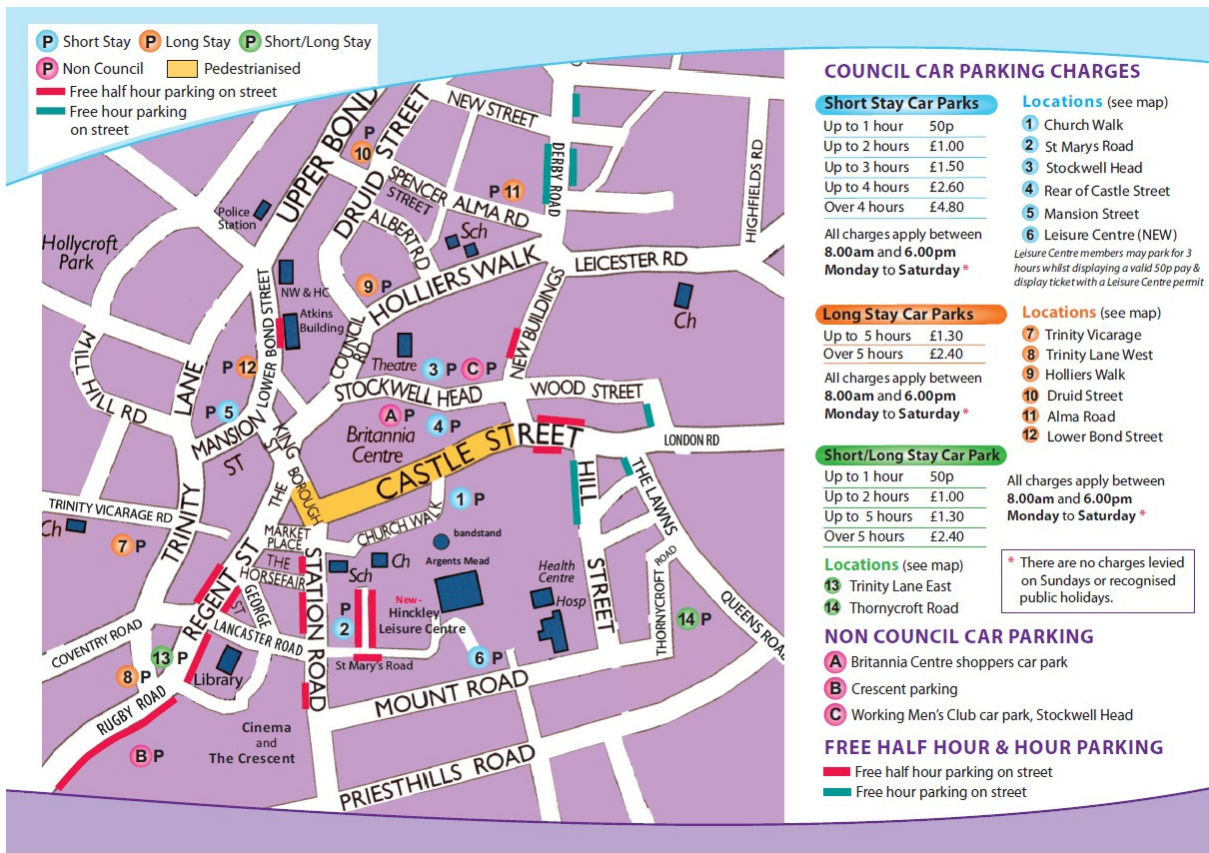 P Short Stay P Long Stay P Short/Long Stay
P Non Council Pedestrianised
Free half hour parking on street
Free hour parking
on street
UPPER BOND
DRUID STREET
NEW STREET
DERBY ROAD
HIGHFIELDS RD
P
10
P 11
SPENCER
STREET
ALMA RD
ALBERT RD
Police
Station
Hollycroft
Park
Sch
HOLLIERS WALK
LEICESTER RD
9 P
NW & HC
Atkins
Building
LOWER BOND STREET
COUNCIL RD
NEW BUILDINGS
Ch
Theatre
3 P C P
MILL HILL RD
P 12
LANE
STOCKWELL HEAD
WOOD STREET
P 5
A P
4 P
Britannia
Centre
MANSION
ST
KING
ST
THE BOROUGH
CASTLE STREET
LONDON RD
THE LAWNS
HILL
STREET
TRINITY VICARAGE RD
Ch
7 P
TRINITY
THE
MARKET
PLACE
CHURCH WALK
1 P
bandstand
Argents Mead
THE
HORSEFAIR
REGENT ST
GEORGE
ST
STATION ROAD
Sch
Ch
Health
Centre
Hosp
New -
Hinckley
Leisure Centre
P
2
THORNYCROFT ROAD
14 P
QUEENS ROAD
COVENTRY ROAD
LANCASTER ROAD
St Mary's Road
6 P
13 P
8 P
Library
RUGBY ROAD
MOUNT ROAD
Cinema
and
The Crescent
B P
PRIESTHILLS ROAD
COUNCIL CAR PARKING CHARGES
Short Stay Car Parks
Up to 1 hour 50p
Up to 2 hours £1.00
Up to 3 hours £1.50
Up to 4 hours £2.60
Over 4 hours £4.80
All charges apply between
8.00am and 6.00pm
Monday to Saturday *
Locations (see map)
1 Church Walk
2 St Marys Road
3 Stockwell Head
4 Rear of Castle Street
5 Mansion Street
6 Leisure Centre (NEW)
Leisure Centre members may park for 3
hours whilst displaying a valid 50p pay &
display ticket with a Leisure Centre permit
Long Stay Car Parks
Up to 5 hours £1.30
Over 5 hours £2.40
All charges apply between
8.00am and 6.00pm
Monday to Saturday *
Locations (see map)
7 Trinity Vicarage
8 Trinity Lane West
9 Holliers Walk
10 Druid Street
11 Alma Road
12 Lower Bond Street
Short/Long Stay Car Park
Up to 1 hour 50p
Up to 2 hours £1.00
Up to 5 hours £1.30
Over 5 hours £2.40
All charges apply between
8.00am and 6.00pm
Monday to Saturday *
Locations (see map)
13 Trinity Lane East
14 Thornycroft Road
* There are no charges levied
on Sundays or recognised
public holidays.
NON COUNCIL CAR PARKING
A Britannia Centre shoppers car park
B Crescent parking
C Working Men's Club car park, Stockwell Head
FREE HALF HOUR & HOUR PARKING
Free half hour parking on street
Free hour parking on street